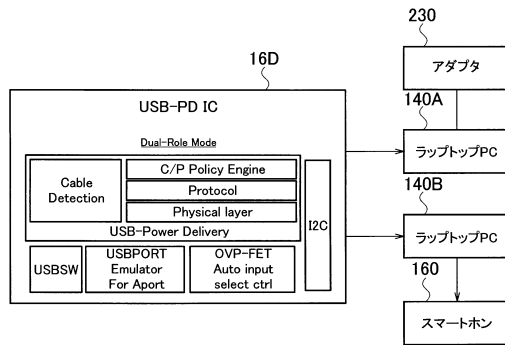 230
アダプタ
16D
140A
ラップトップPC
USB-PD IC
Dual-Role Mode
Cable
Detection
C/P Policy Engine
Protocol
Physical layer
USB-Power Delivery
I2C
140B
ラップトップPC
USBSW
USBPORT
Emulator
For Aport
OVP-FET
Auto input
select ctrl
160
スマートホン